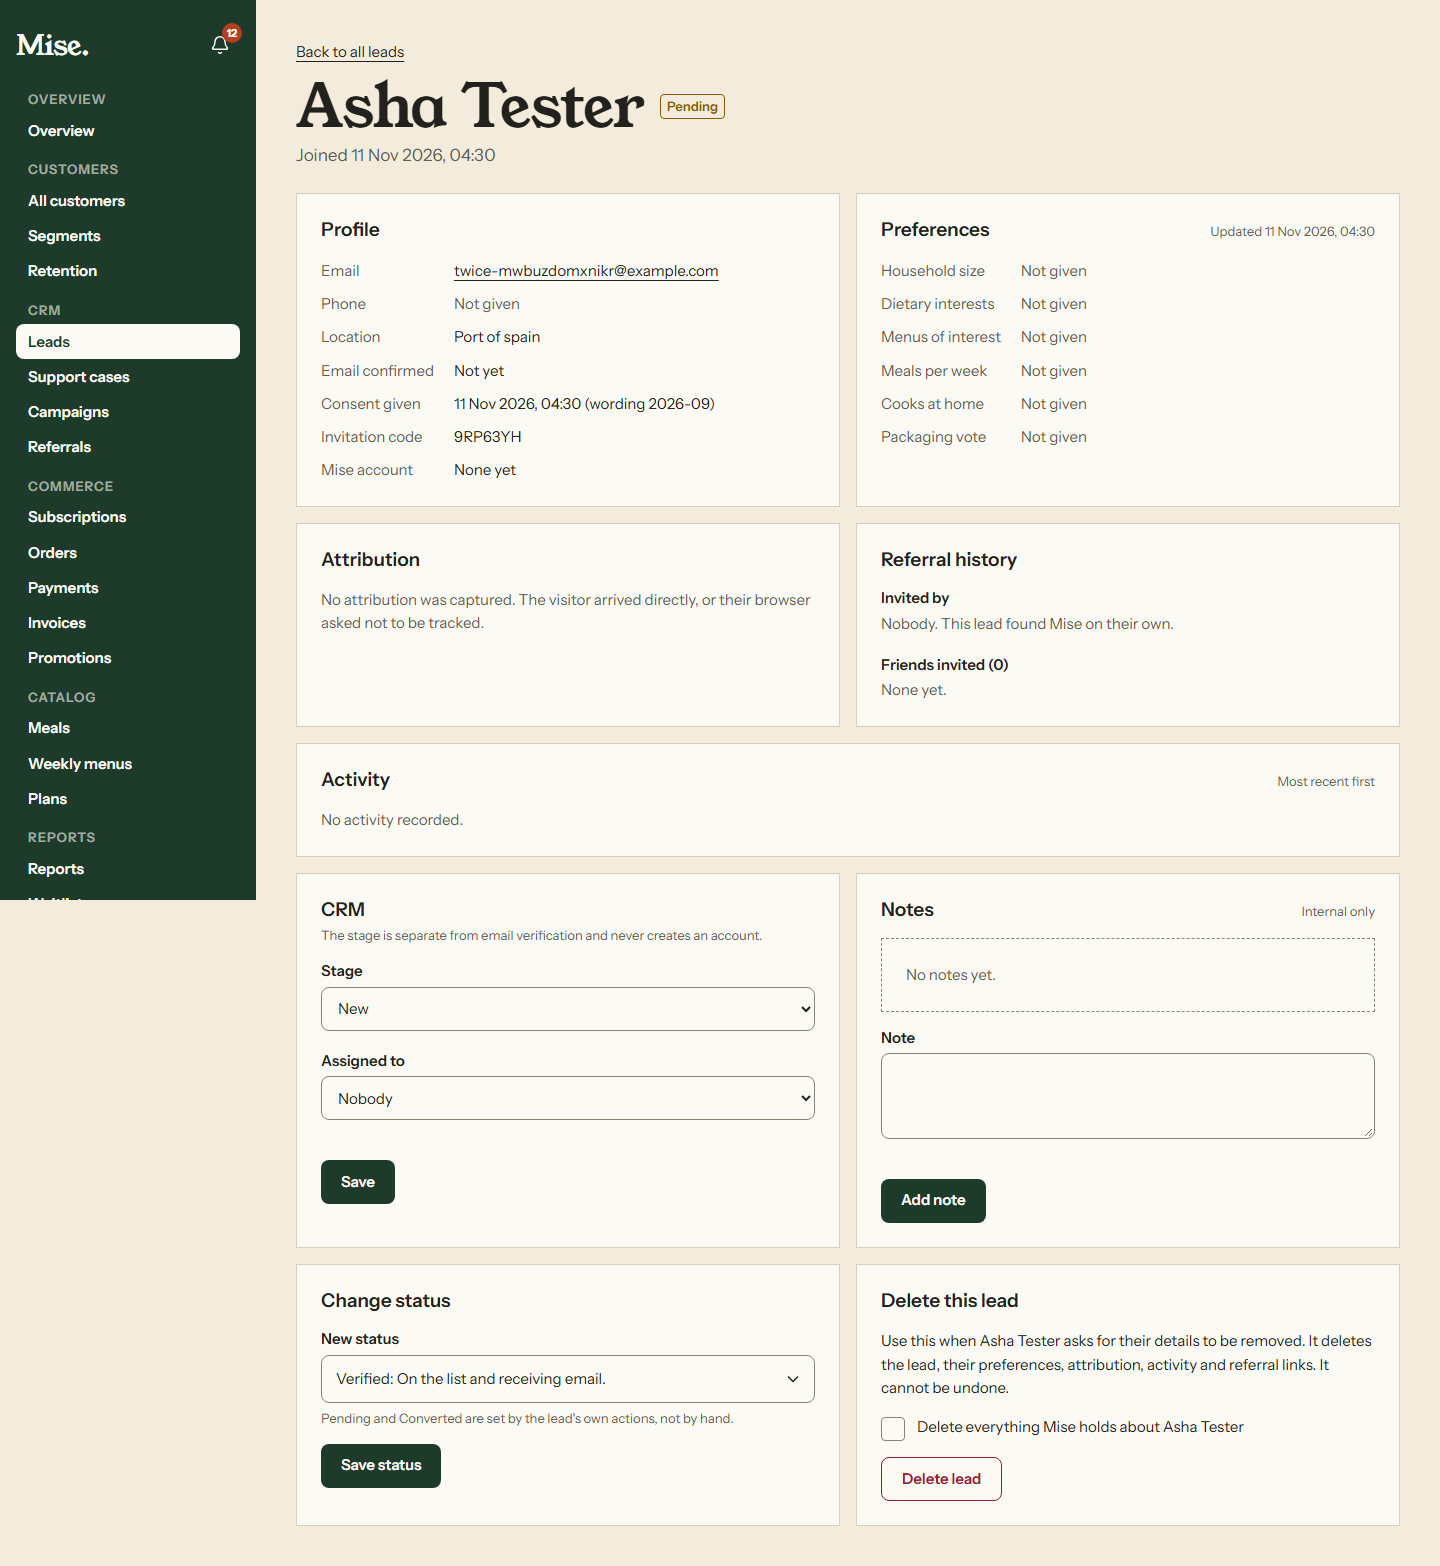 Mise.
12
OVERVIEW
Overview
CUSTOMERS
All customers
Segments
Retention
CRM
Leads
Support cases
Campaigns
Referrals
COMMERCE
Subscriptions
Orders
Payments
Invoices
Promotions
CATALOG
Meals
Weekly menus
Plans
REPORTS
Reports
Back to all leads
Asha Tester
Pending
Joined 11 Nov 2026, 04:30
Profile
Email twice-mwbuzdomxnikr@example.com
Phone Not given
Location Port of spain
Email confirmed Not yet
Consent given 11 Nov 2026, 04:30 (wording 2026-09)
Invitation code 9RP63YH
Mise account None yet
Preferences
Updated 11 Nov 2026, 04:30
Household size Not given
Dietary interests Not given
Menus of interest Not given
Meals per week Not given
Cooks at home Not given
Packaging vote Not given
Attribution
No attribution was captured. The visitor arrived directly, or their browser
asked not to be tracked.
Referral history
Invited by
Nobody. This lead found Mise on their own.
Friends invited (0)
None yet.
Activity
Most recent first
No activity recorded.
CRM
The stage is separate from email verification and never creates an account.
Stage
New
Assigned to
Nobody
Save
Notes
Internal only
No notes yet.
Note
Add note
Change status
New status
Verified: On the list and receiving email.
Pending and Converted are set by the lead's own actions, not by hand.
Save status
Delete this lead
Use this when Asha Tester asks for their details to be removed. It deletes
the lead, their preferences, attribution, activity and referral links. It
cannot be undone.
Delete everything Mise holds about Asha Tester
Delete lead